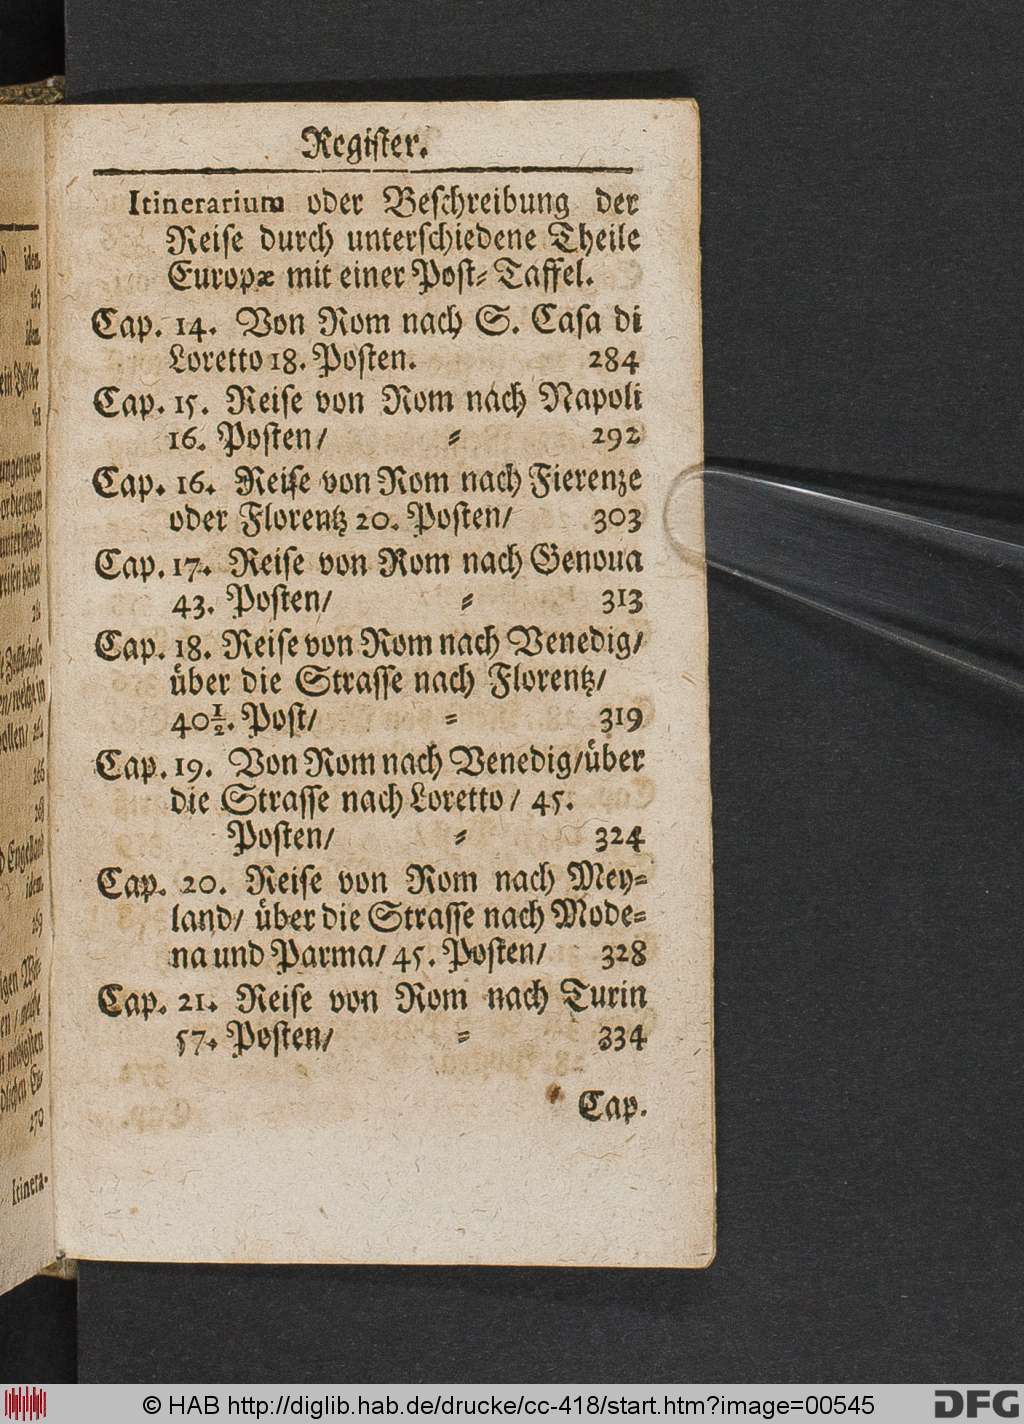 Register.
Itinerarium oder Beschreibung der
Reise durch unterschiedene Theile
Europæ mit einer Post⸗Taffel.
Cap. 14. Von Rom nach S. Casa di
Loretto 18. Posten. 284
Cap. 15. Reise von Rom nach Napoli
16. Posten/ ⸗ 292
Cap. 16. Reise von Rom nach Fierenze
oder Florentz 20. Posten/ 303
Cap. 17. Reise von Rom nach Genoua
43. Posten/ ⸗ 313
Cap. 18. Reise von Rom nach Venedig/
über die Strasse nach Florentz/
40½. Post/ ⸗ 319
Cap. 19. Von Rom nach Venedig/über
die Strasse nach Loretto/ 45.
Posten/ ⸗ 324
Cap. 20. Reise von Rom nach Mey⸗
land/ über die Strasse nach Mode⸗
na und Parma/ 45. Posten/ 328
Cap. 21. Reise von Rom nach Turin
57. Posten/ ⸗ 334
Cap.
iden.
Itinera-
© HAB http://diglib.hab.de/drucke/cc-418/start.htm?image=00545
DFG